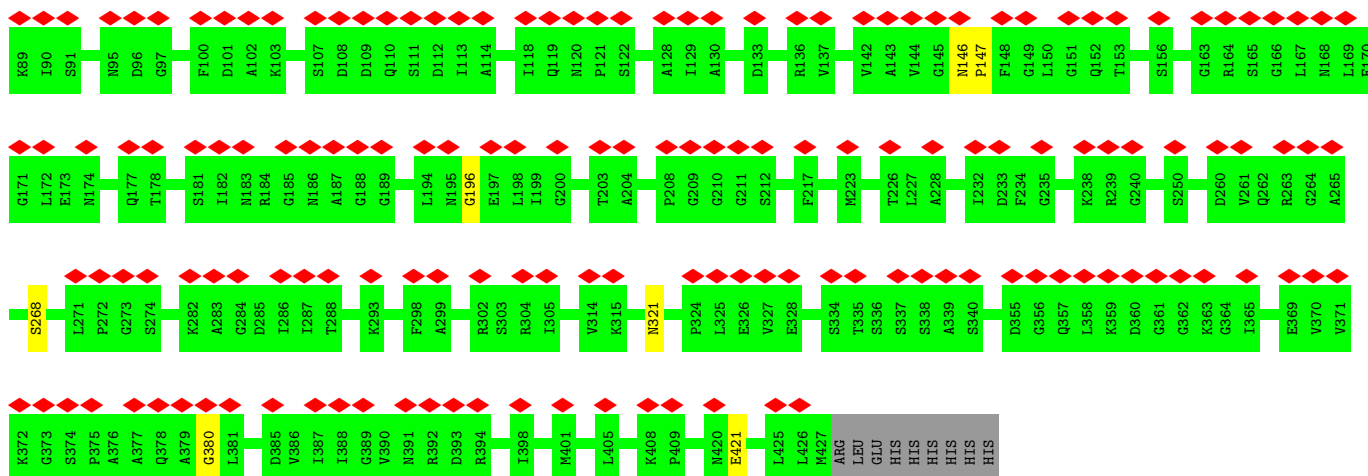 K89 I90 S91 N95 D96 G97 F100 D101 A102 K103 S107 D108 D109 Q110 S111 D112 I113 A114 I118 Q119 N120 P121 S122 A128 I129 A130 D133 R136 V137 V142 A143 V144 G145 N146 P147 F148 G149 L150 G151 Q152 T153 S156 G163 R164 S165 G166 L167 N168 L169 E170
G171 L172 E173 N174 Q177 T178 S181 I182 N183 R184 G185 N186 A187 G188 G189 L194 N195 G196 E197 L198 I199 G200 T203 A204 P208 G209 G210 G211 S212 F217 M223 T226 L227 A228 I232 D233 F234 G235 K238 R239 G240 S250 D260 V261 Q262 R263 G264 A265
S268 L271 P272 G273 S274 K282 A283 G284 D285 I286 I287 T288 K293 F298 A299 R302 S303 R304 I305 V314 K315 N321 P324 L325 E326 V327 E328 S334 T335 S336 S337 S338 A339 S340 D355 G356 Q357 L358 K359 D360 G361 G362 K363 G364 I365 E369 V370 V371
K372 G373 S374 P375 A376 A377 Q378 A379 G380 L381 D385 V386 I387 I388 G389 V390 N391 R392 D393 R394 I398 M401 L405 K408 P409 N420 E421 L425 L426 M427 ARG LEU GLU HIS HIS HIS HIS HIS HIS